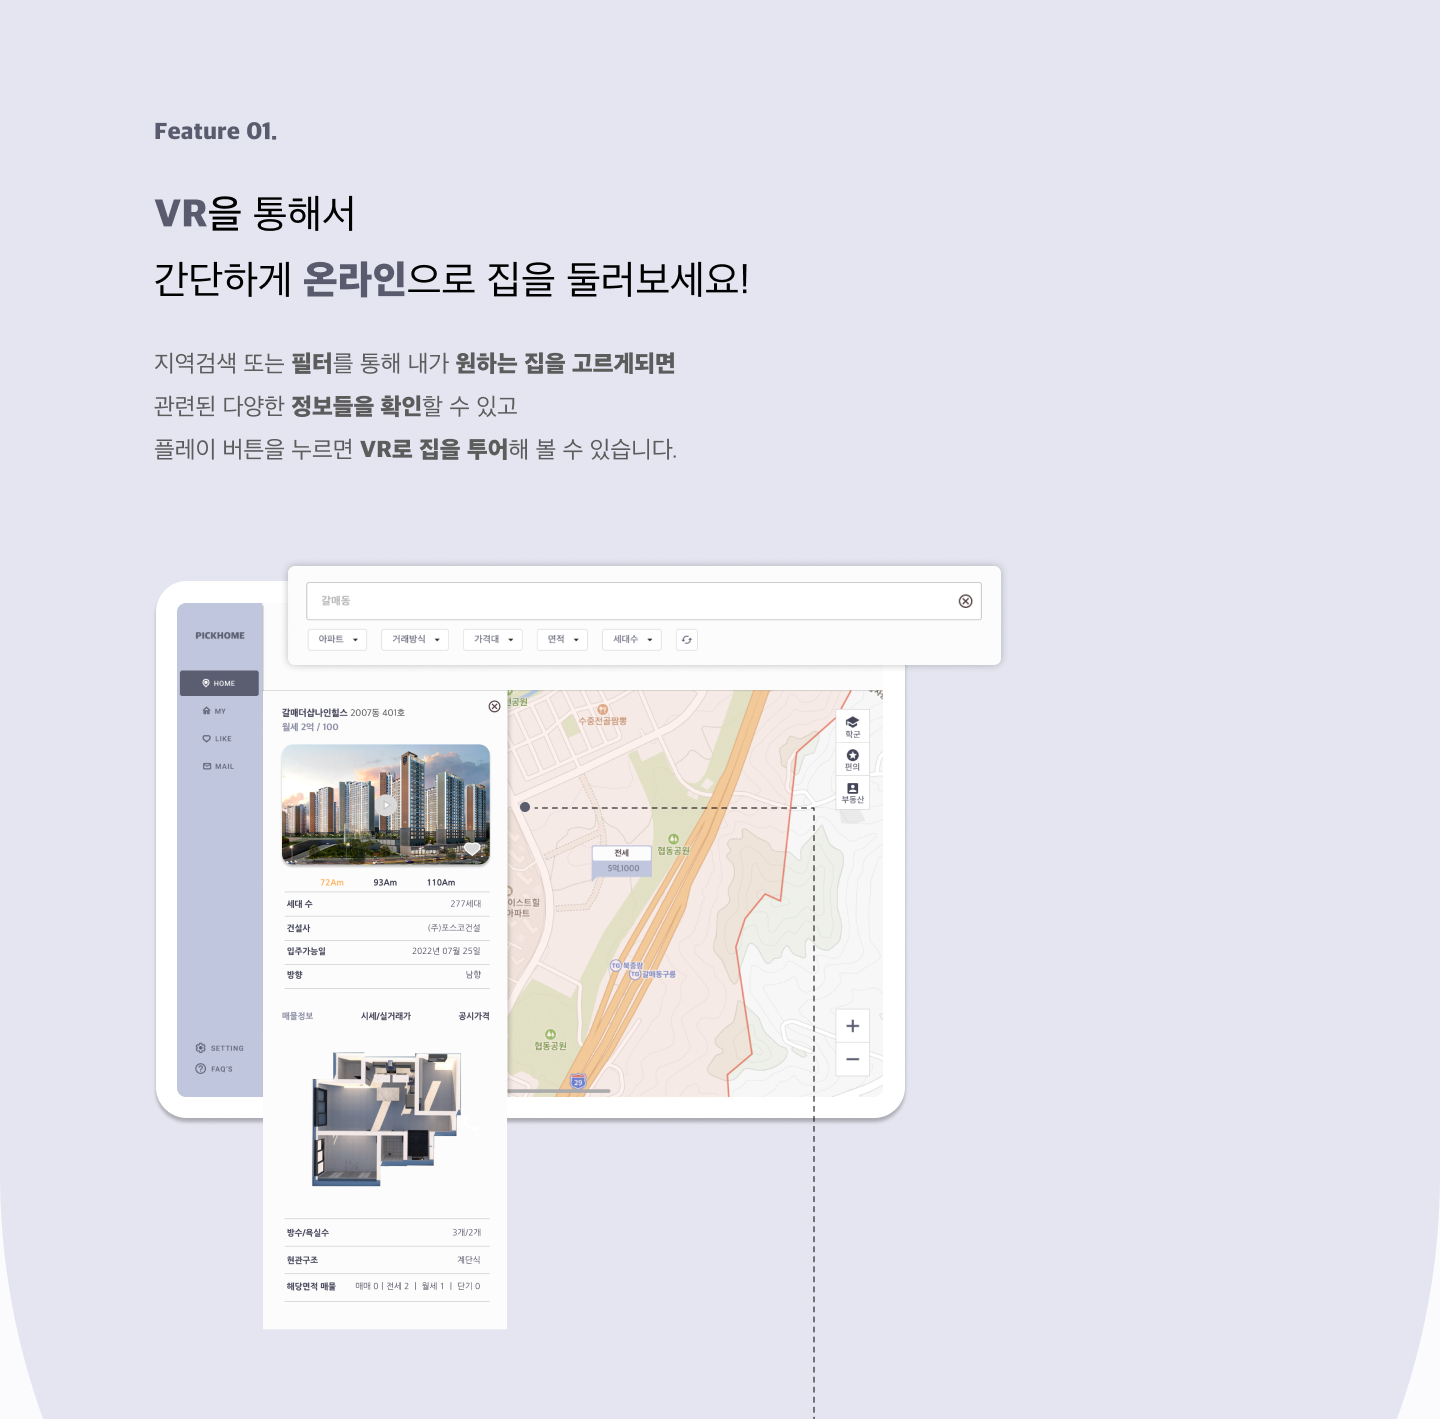 Feature 01.
VR을 통해서
간단하게 온라인으로 집을 둘러보세요!
지역검색 또는 필터를 통해 내가 원하는 집을 고르게되면
관련된 다양한 정보들을 확인할 수 있고
플레이 버튼을 누르면 VR로 집을 투어해 볼 수 있습니다.
갈매동
아파트 거래방식 가격대 면적 세대수
PICKHOME
HOME
MY
LIKE
MAIL
SETTING
FAQ'S
갈매더샵나인힐스 2007동 401호
월세 2억 / 100
72Am 93Am 110Am
세대 수 277세대
건설사 (주)포스코건설
입주가능일 2022년 07월 25일
방향 남향
매물정보 시세/실거래가 공시가격
방수/욕실수 3개/2개
현관구조 계단식
해당면적 매물 매매 0 | 전세 2 | 월세 1 | 단기 0
공원
수중전골짬뽕
학군
편의
부동산
전세
5억,1000
협동공원
이스트힐
아파트
TG 북중랑
TG 갈매동구릉
협동공원
29